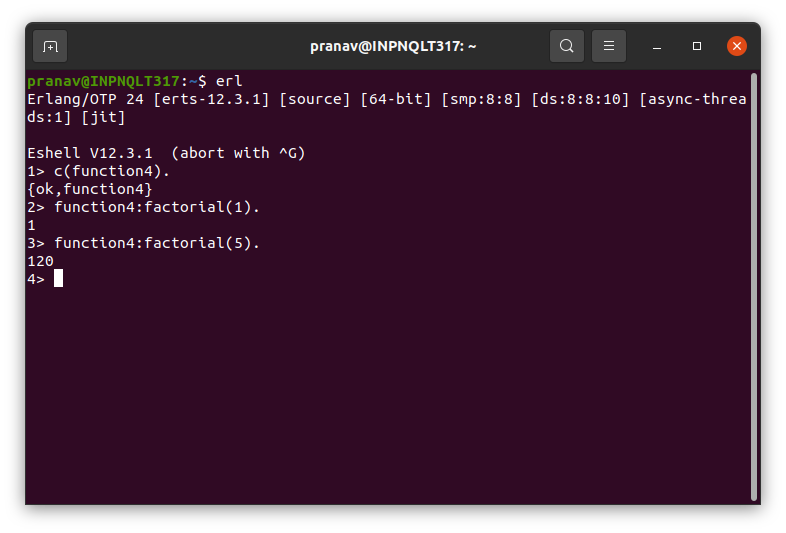 pranav@INPNQLT317: ~
pranav@INPNQLT317:~$ erl
Erlang/OTP 24 [erts-12.3.1] [source] [64-bit] [smp:8:8] [ds:8:8:10] [async-threa
ds:1] [jit]
Eshell V12.3.1  (abort with ^G)
1> c(function4).
{ok,function4}
2> function4:factorial(1).
1
3> function4:factorial(5).
120
4>